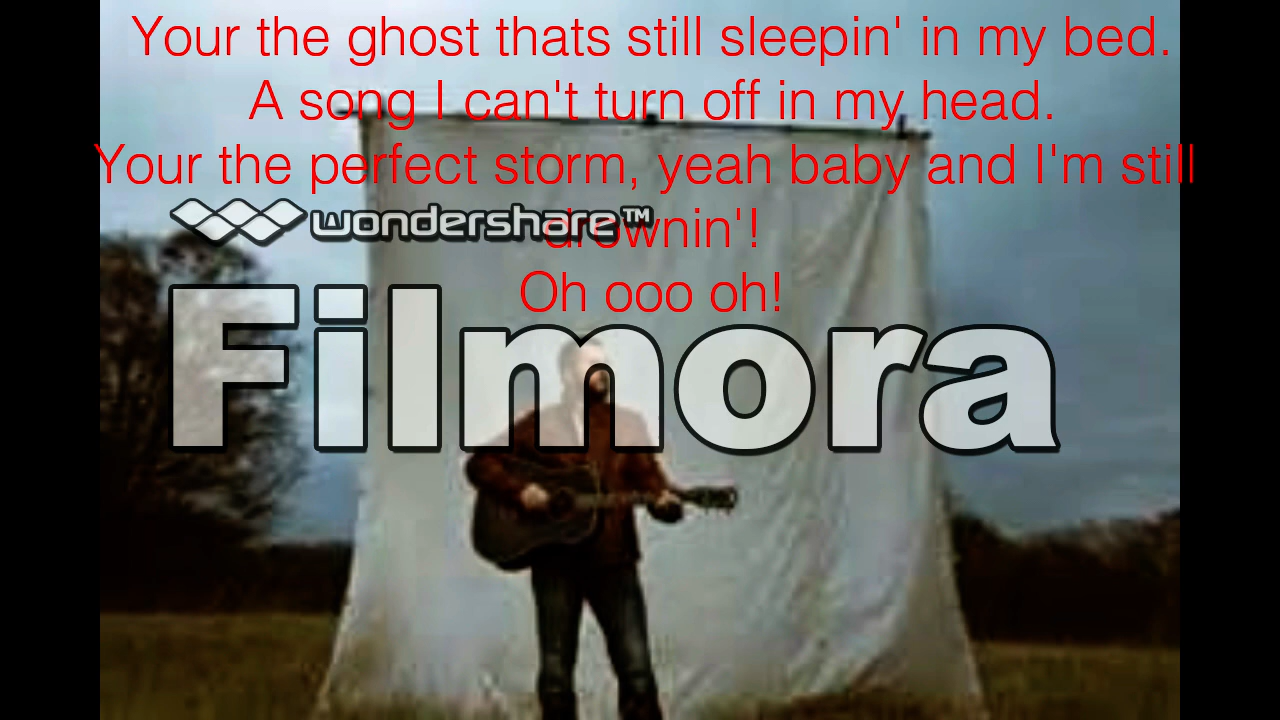 Your the ghost thats still sleepin' in my bed.
A song I can't turn off in my head.
Your the perfect storm, yeah baby and I'm still
drownin'!
wondershare™
Oh ooo oh!
Filmora